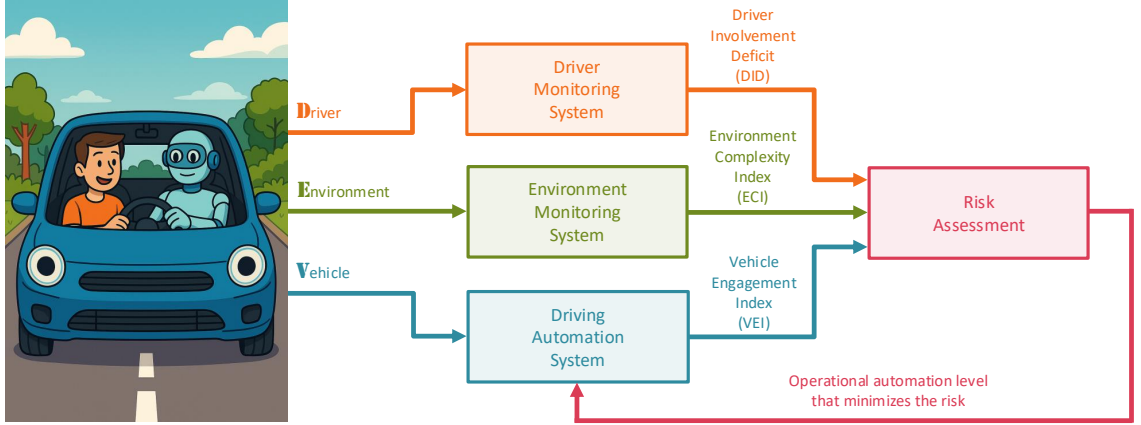 Driver
Environment
Vehicle
Driver
Monitoring
System
Environment
Monitoring
System
Driving
Automation
System
Driver
Involvement
Deficit
(DID)
Environment
Complexity
Index
(ECI)
Vehicle
Engagement
Index
(VEI)
Risk
Assessment
Operational automation level
that minimizes the risk